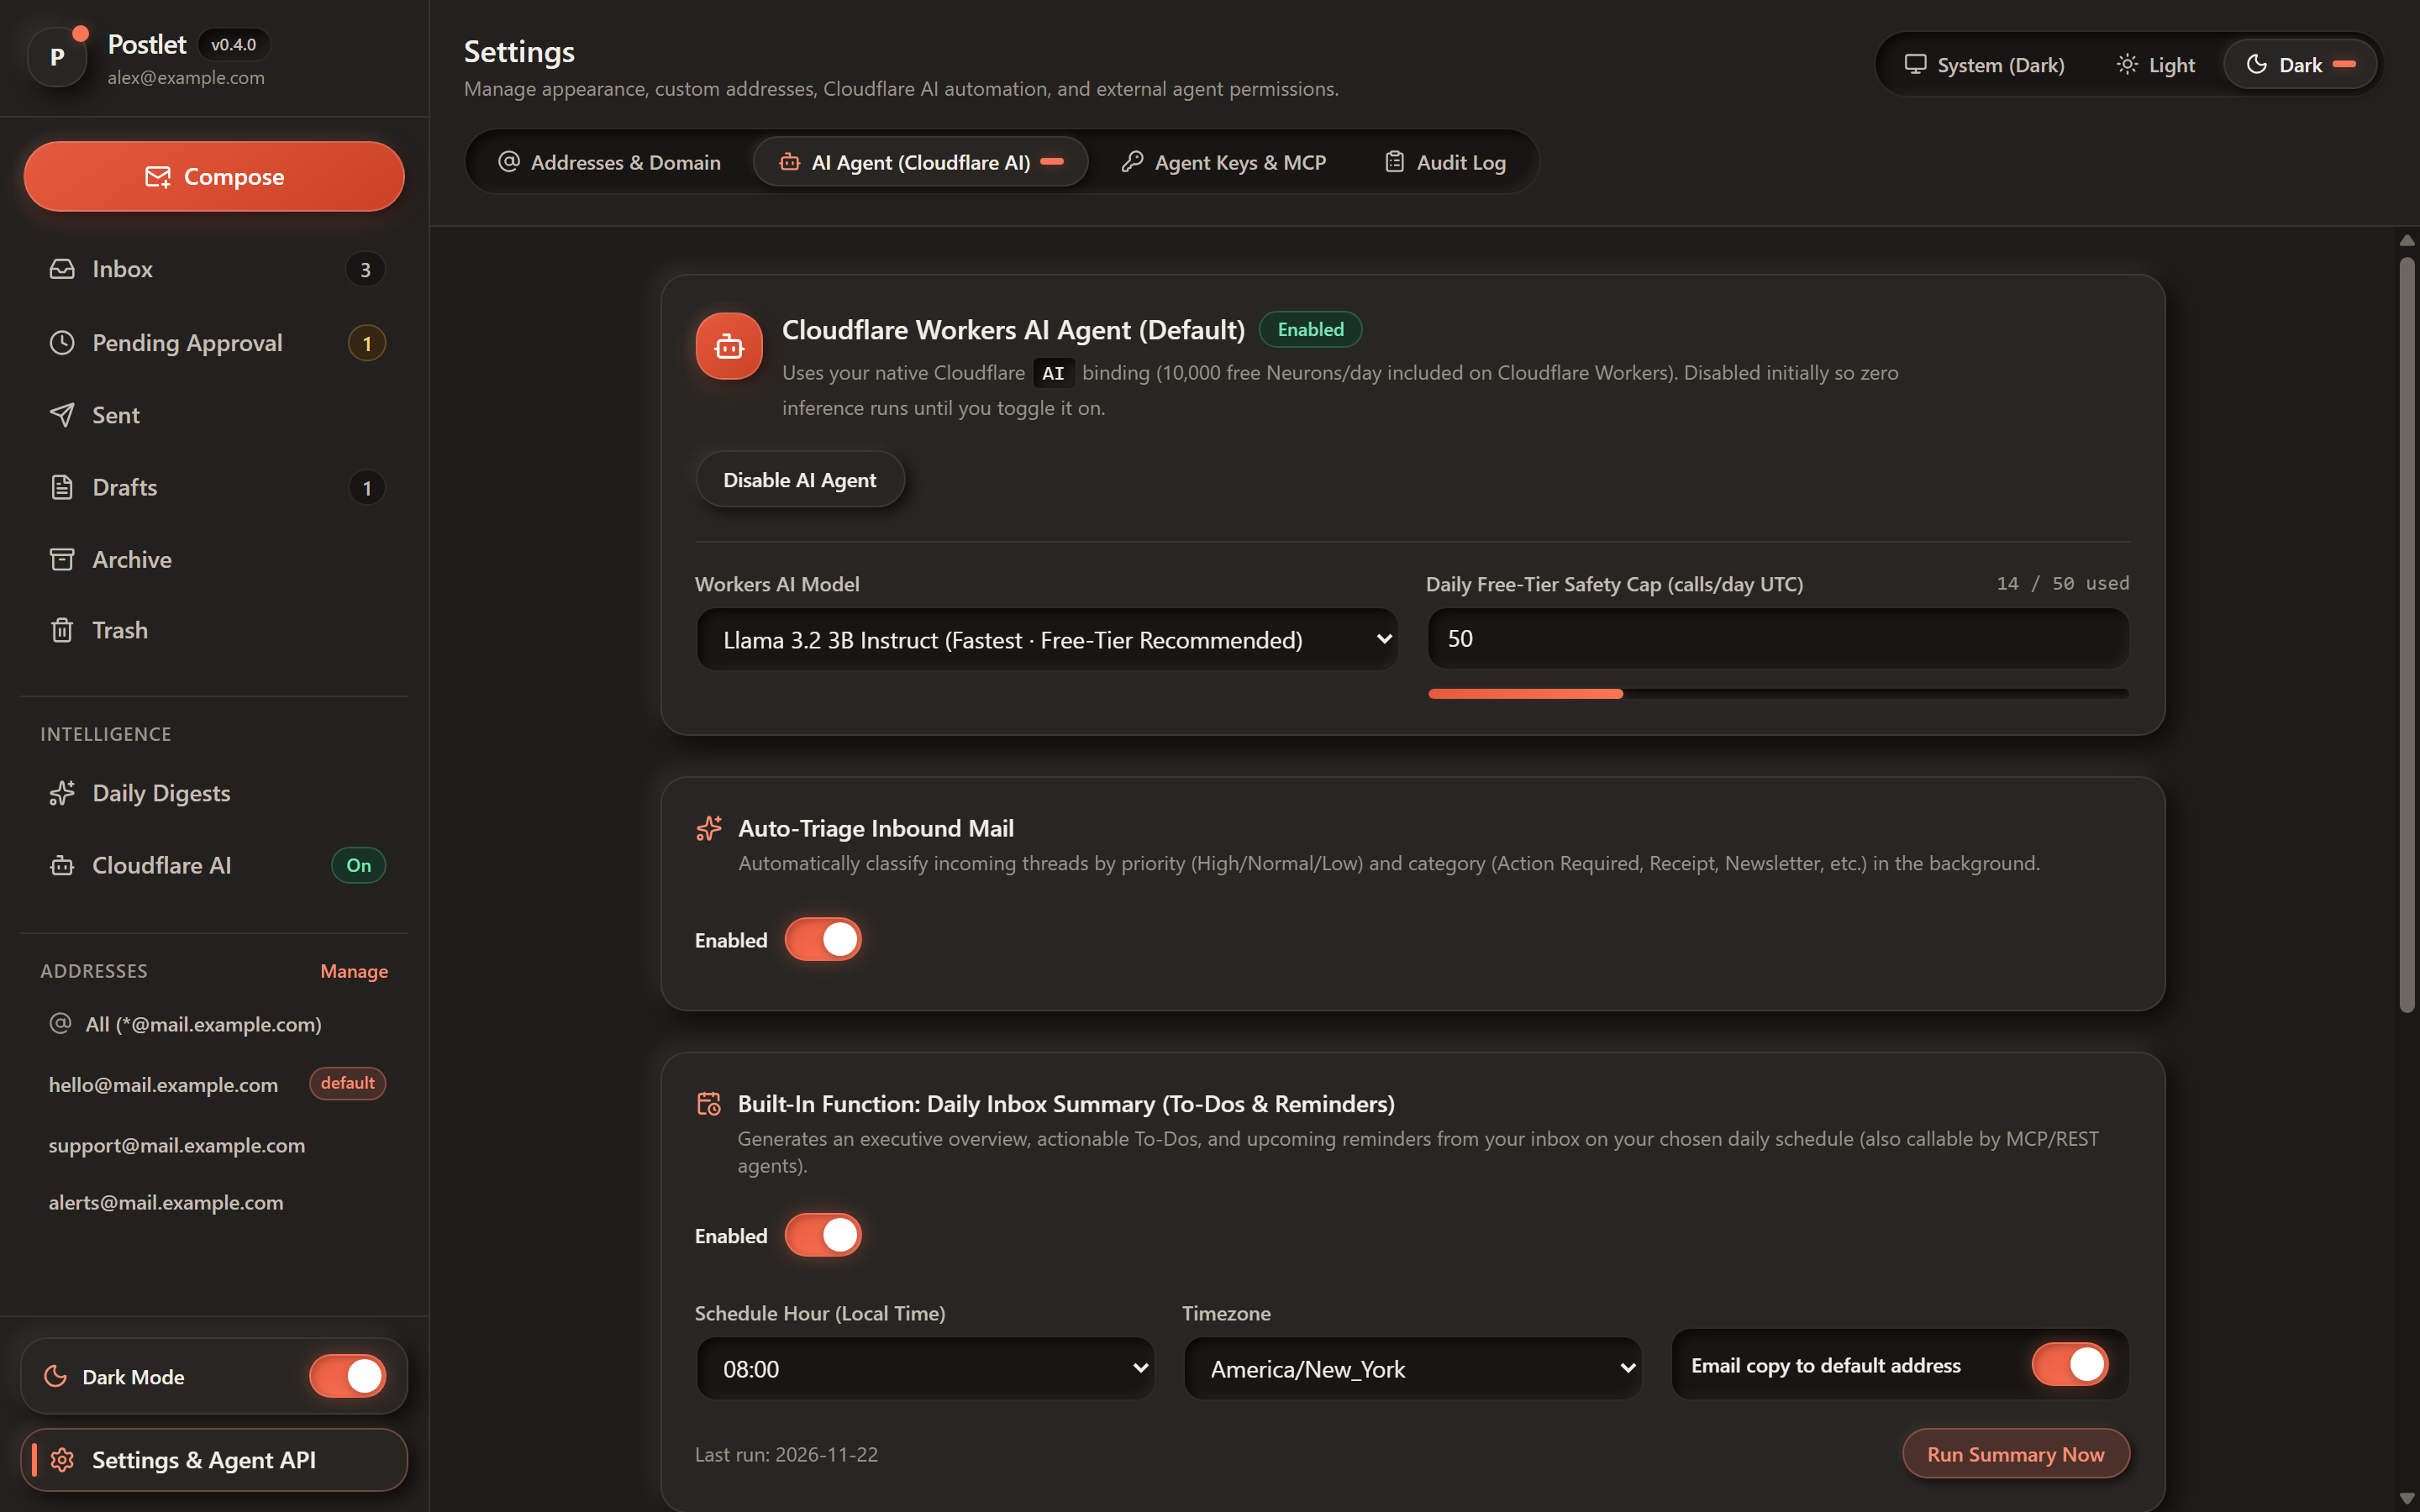 P
Postlet
v0.4.0
alex@example.com
Compose
Inbox
3
Pending Approval
1
Sent
Drafts
1
Archive
Trash
INTELLIGENCE
Daily Digests
Cloudflare AI
On
ADDRESSES
Manage
@ All (*@mail.example.com)
hello@mail.example.com
default
support@mail.example.com
alerts@mail.example.com
Dark Mode
Settings & Agent API
Settings
Manage appearance, custom addresses, Cloudflare AI automation, and external agent permissions.
System (Dark)
Light
Dark
@ Addresses & Domain
AI Agent (Cloudflare AI)
Agent Keys & MCP
Audit Log
Cloudflare Workers AI Agent (Default)
Enabled
Uses your native Cloudflare AI binding (10,000 free Neurons/day included on Cloudflare Workers). Disabled initially so zero
inference runs until you toggle it on.
Disable AI Agent
Workers AI Model
Llama 3.2 3B Instruct (Fastest · Free-Tier Recommended)
Daily Free-Tier Safety Cap (calls/day UTC)
14 / 50 used
50
Auto-Triage Inbound Mail
Automatically classify incoming threads by priority (High/Normal/Low) and category (Action Required, Receipt, Newsletter, etc.) in the background.
Enabled
Built-In Function: Daily Inbox Summary (To-Dos & Reminders)
Generates an executive overview, actionable To-Dos, and upcoming reminders from your inbox on your chosen daily schedule (also callable by MCP/REST
agents).
Enabled
Schedule Hour (Local Time)
08:00
Timezone
America/New_York
Email copy to default address
Last run: 2026-11-22
Run Summary Now